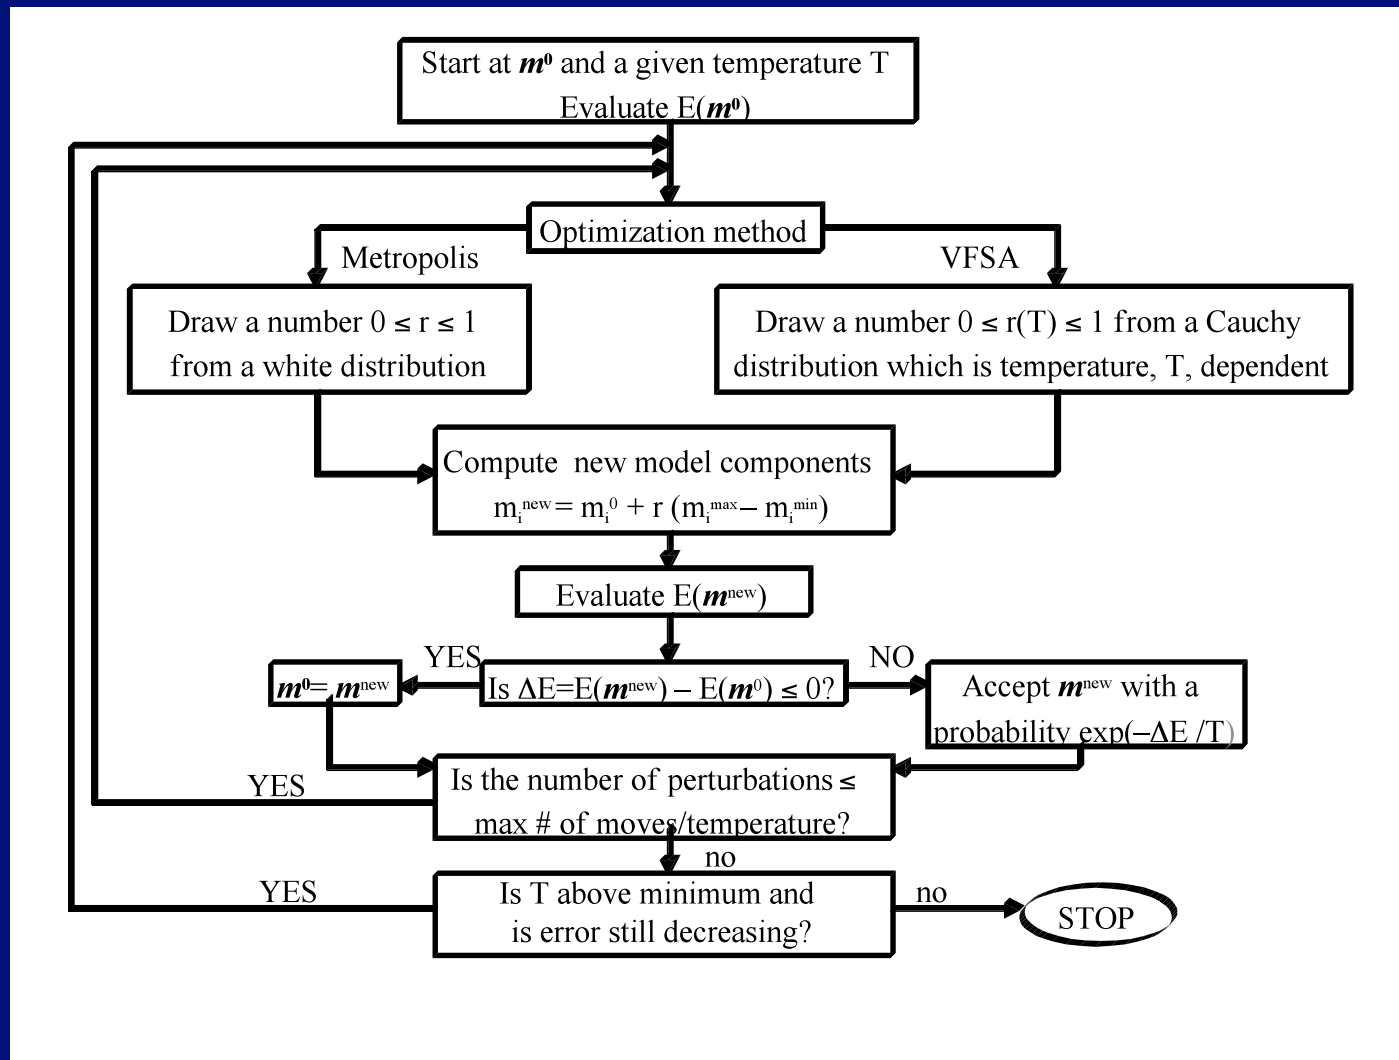 Start at m⁰ and a given temperature T
Evaluate E(m⁰)
Optimization method
Metropolis
VFSA
Draw a number 0 ≤ r ≤ 1
from a white distribution
Draw a number 0 ≤ r(T) ≤ 1 from a Cauchy
distribution which is temperature, T, dependent
Compute new model components
mᵢⁿᵉʷ = mᵢ⁰ + r (mᵢᵐᵃˣ – mᵢᵐⁱⁿ)
Evaluate E(mⁿᵉʷ)
YES
NO
m⁰= mⁿᵉʷ
Is ΔE=E(mⁿᵉʷ) – E(m⁰) ≤ 0?
Accept mⁿᵉʷ with a
probability exp(–ΔE /T)
Is the number of perturbations ≤
max # of moves/temperature?
YES
no
Is T above minimum and
is error still decreasing?
YES
no
STOP